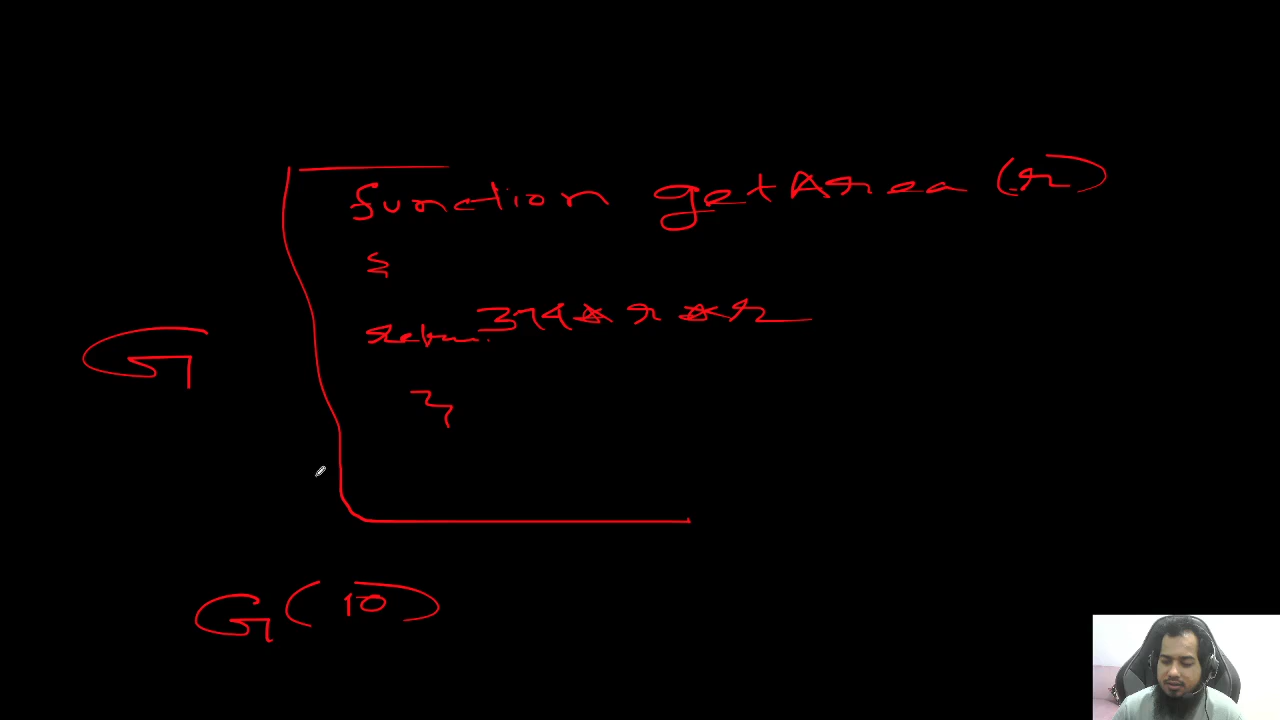 function getArea (r)
{
return 3.14 * r * r
}
G
G(10)